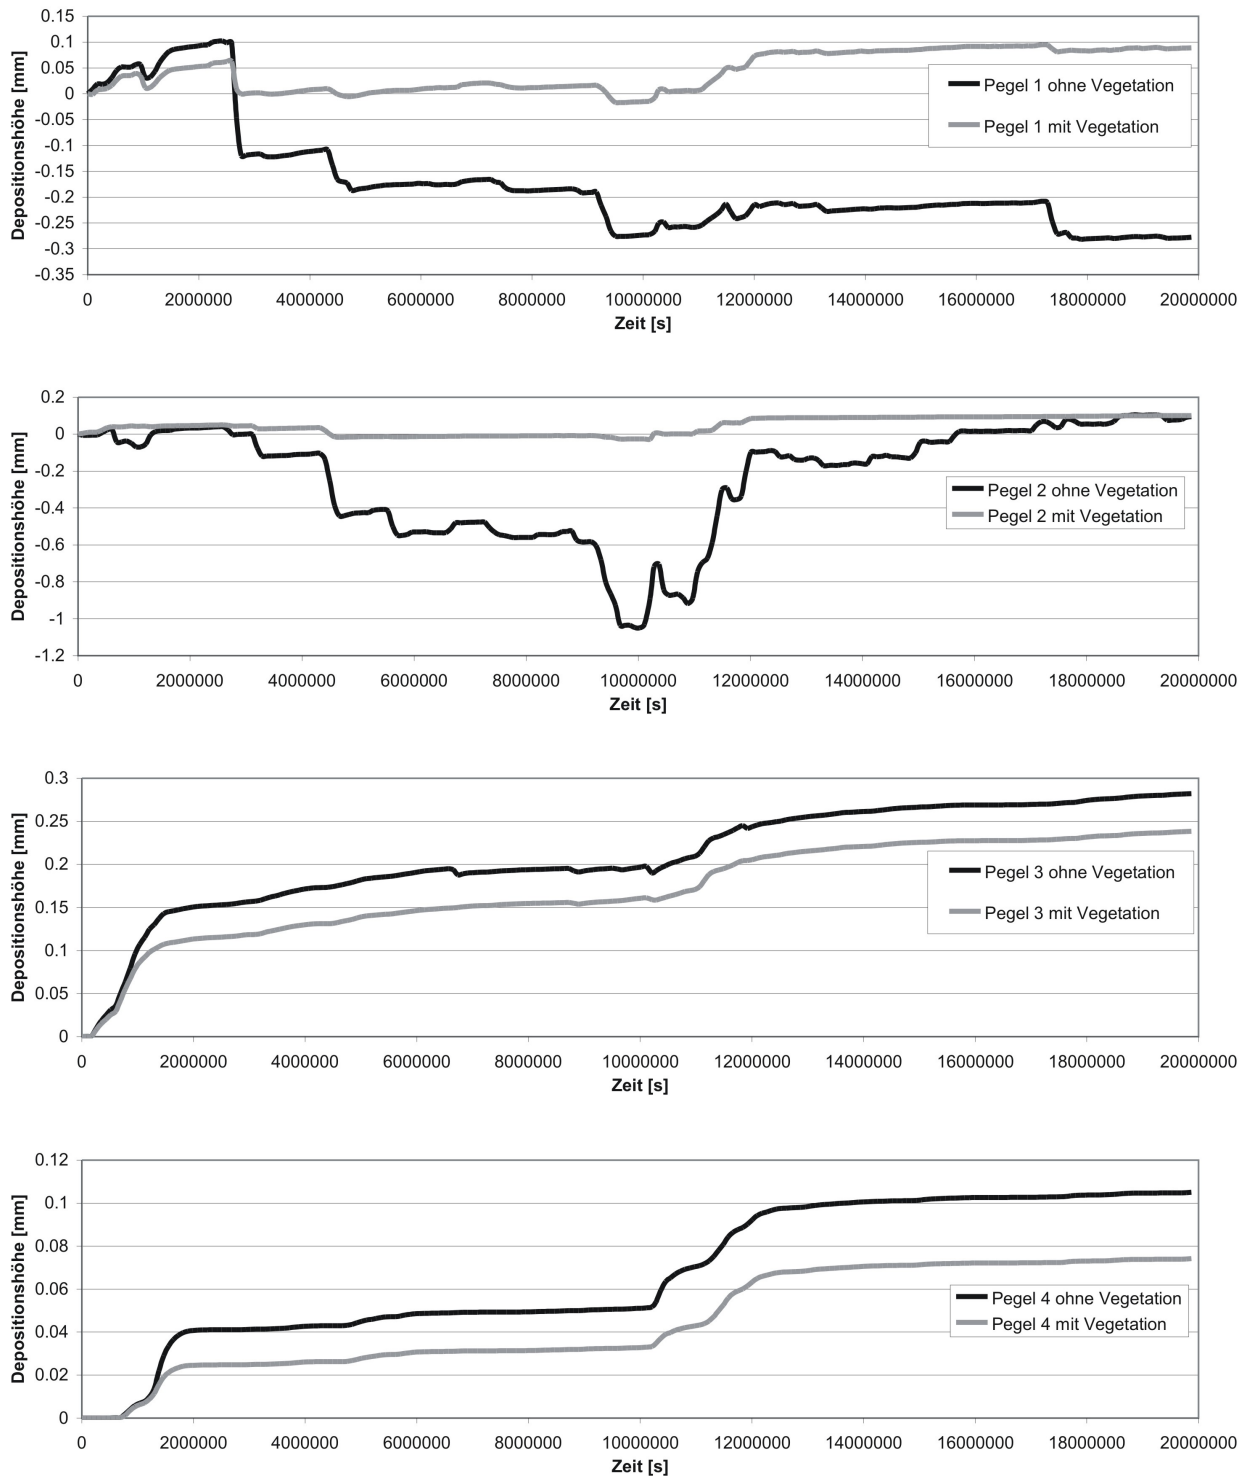 0.15
0.1
0.05
0
-0.05
-0.1
-0.15
-0.2
-0.25
-0.3
-0.35
Depositionshöhe [mm]
Pegel 1 ohne Vegetation
Pegel 1 mit Vegetation
0 2000000 4000000 6000000 8000000 10000000 12000000 14000000 16000000 18000000 20000000
Zeit [s]
0.2
0
-0.2
-0.4
-0.6
-0.8
-1
-1.2
Depositionshöhe [mm]
Pegel 2 ohne Vegetation
Pegel 2 mit Vegetation
0 2000000 4000000 6000000 8000000 10000000 12000000 14000000 16000000 18000000 20000000
Zeit [s]
0.3
0.25
0.2
0.15
0.1
0.05
0
Depositionshöhe [mm]
Pegel 3 ohne Vegetation
Pegel 3 mit Vegetation
0 2000000 4000000 6000000 8000000 10000000 12000000 14000000 16000000 18000000 20000000
Zeit [s]
0.12
0.1
0.08
0.06
0.04
0.02
0
Depositionshöhe [mm]
Pegel 4 ohne Vegetation
Pegel 4 mit Vegetation
0 2000000 4000000 6000000 8000000 10000000 12000000 14000000 16000000 18000000 20000000
Zeit [s]